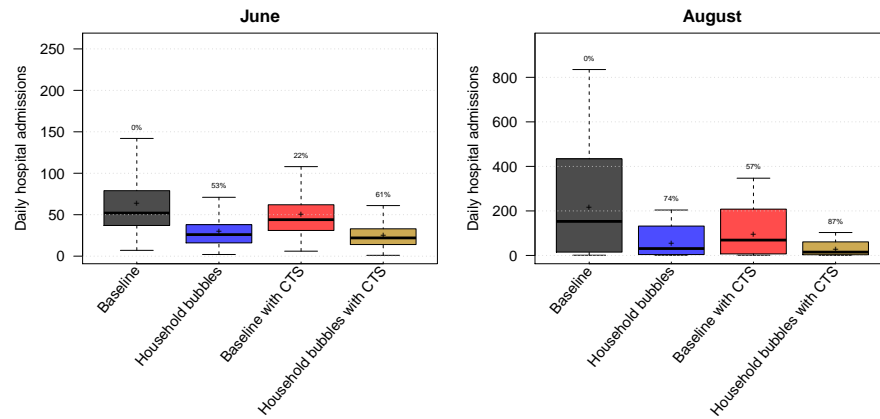 June
Daily hospital admissions
250
200
150
100
50
0
0%
53%
22%
61%
Baseline
Household bubbles
Baseline with CTS
Household bubbles with CTS
August
Daily hospital admissions
800
600
400
200
0
0%
74%
57%
87%
Baseline
Household bubbles
Baseline with CTS
Household bubbles with CTS